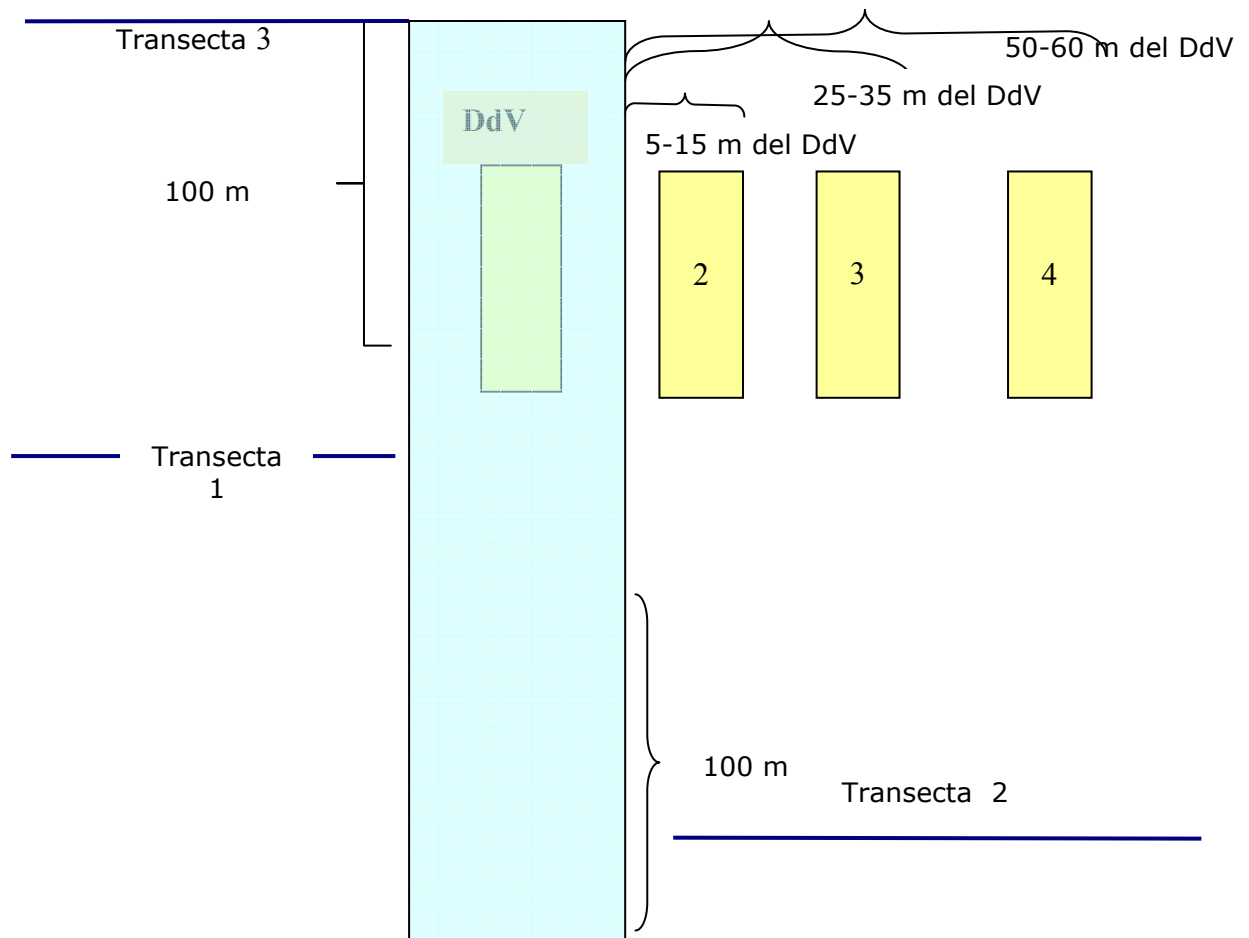 50-60 m del DdV
Transecta 3
25-35 m del DdV
DdV
5-15 m del DdV
100 m
2
3
4
Transecta
1
100 m
Transecta 2